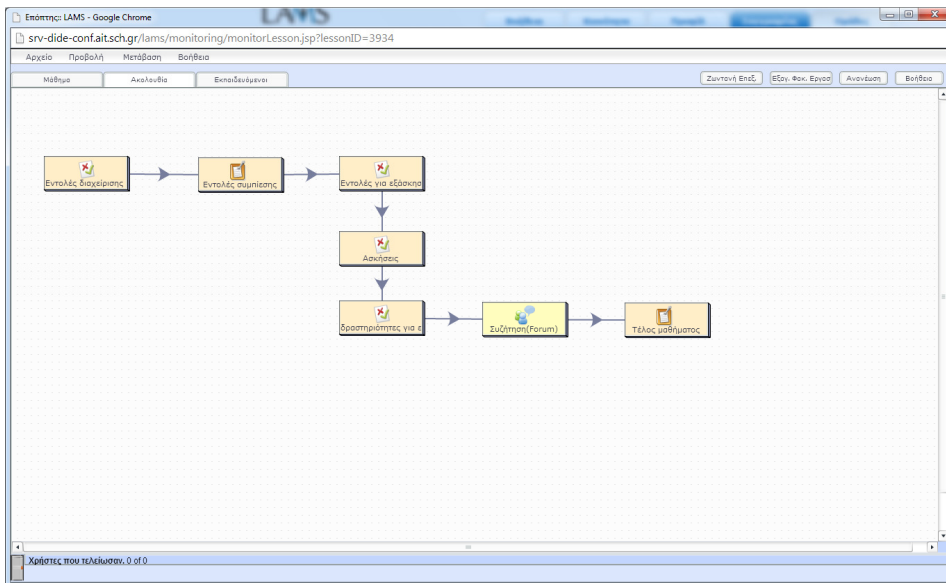 Επόπτης:: LAMS - Google Chrome
LAMS
srv-dide-conf.ait.sch.gr/lams/monitoring/monitorLesson.jsp?lessonID=3934
Αρχείο Προβολή Μετάβαση Βοήθεια
Μάθημα Ακολουθία Εκπαιδευόμενοι Ζωντανή Επεξ. Εξαγ. Φακ. Εργασ Ανανέωση Βοήθεια
Εντολές διαχείρισης Εντολές συμπίεσης Εντολές για εξάσκησ
Ασκήσεις
δραστηριότητες για ε Συζήτηση(Forum) Τέλος μαθήματος
Χρήστες που τελείωσαν. 0 of 0